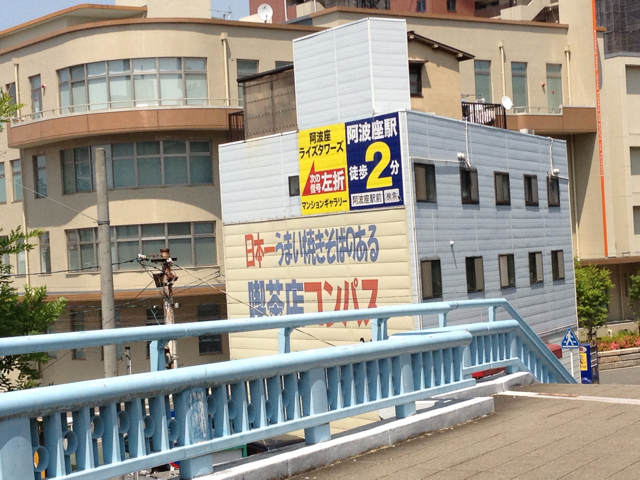 阿波座
ライズタワーズ
次の
信号
左折
マンションギャラリー
阿波座駅
徒歩2分
阿波座駅前 検索
日本一うまい焼きそばのある
喫茶店コンパス